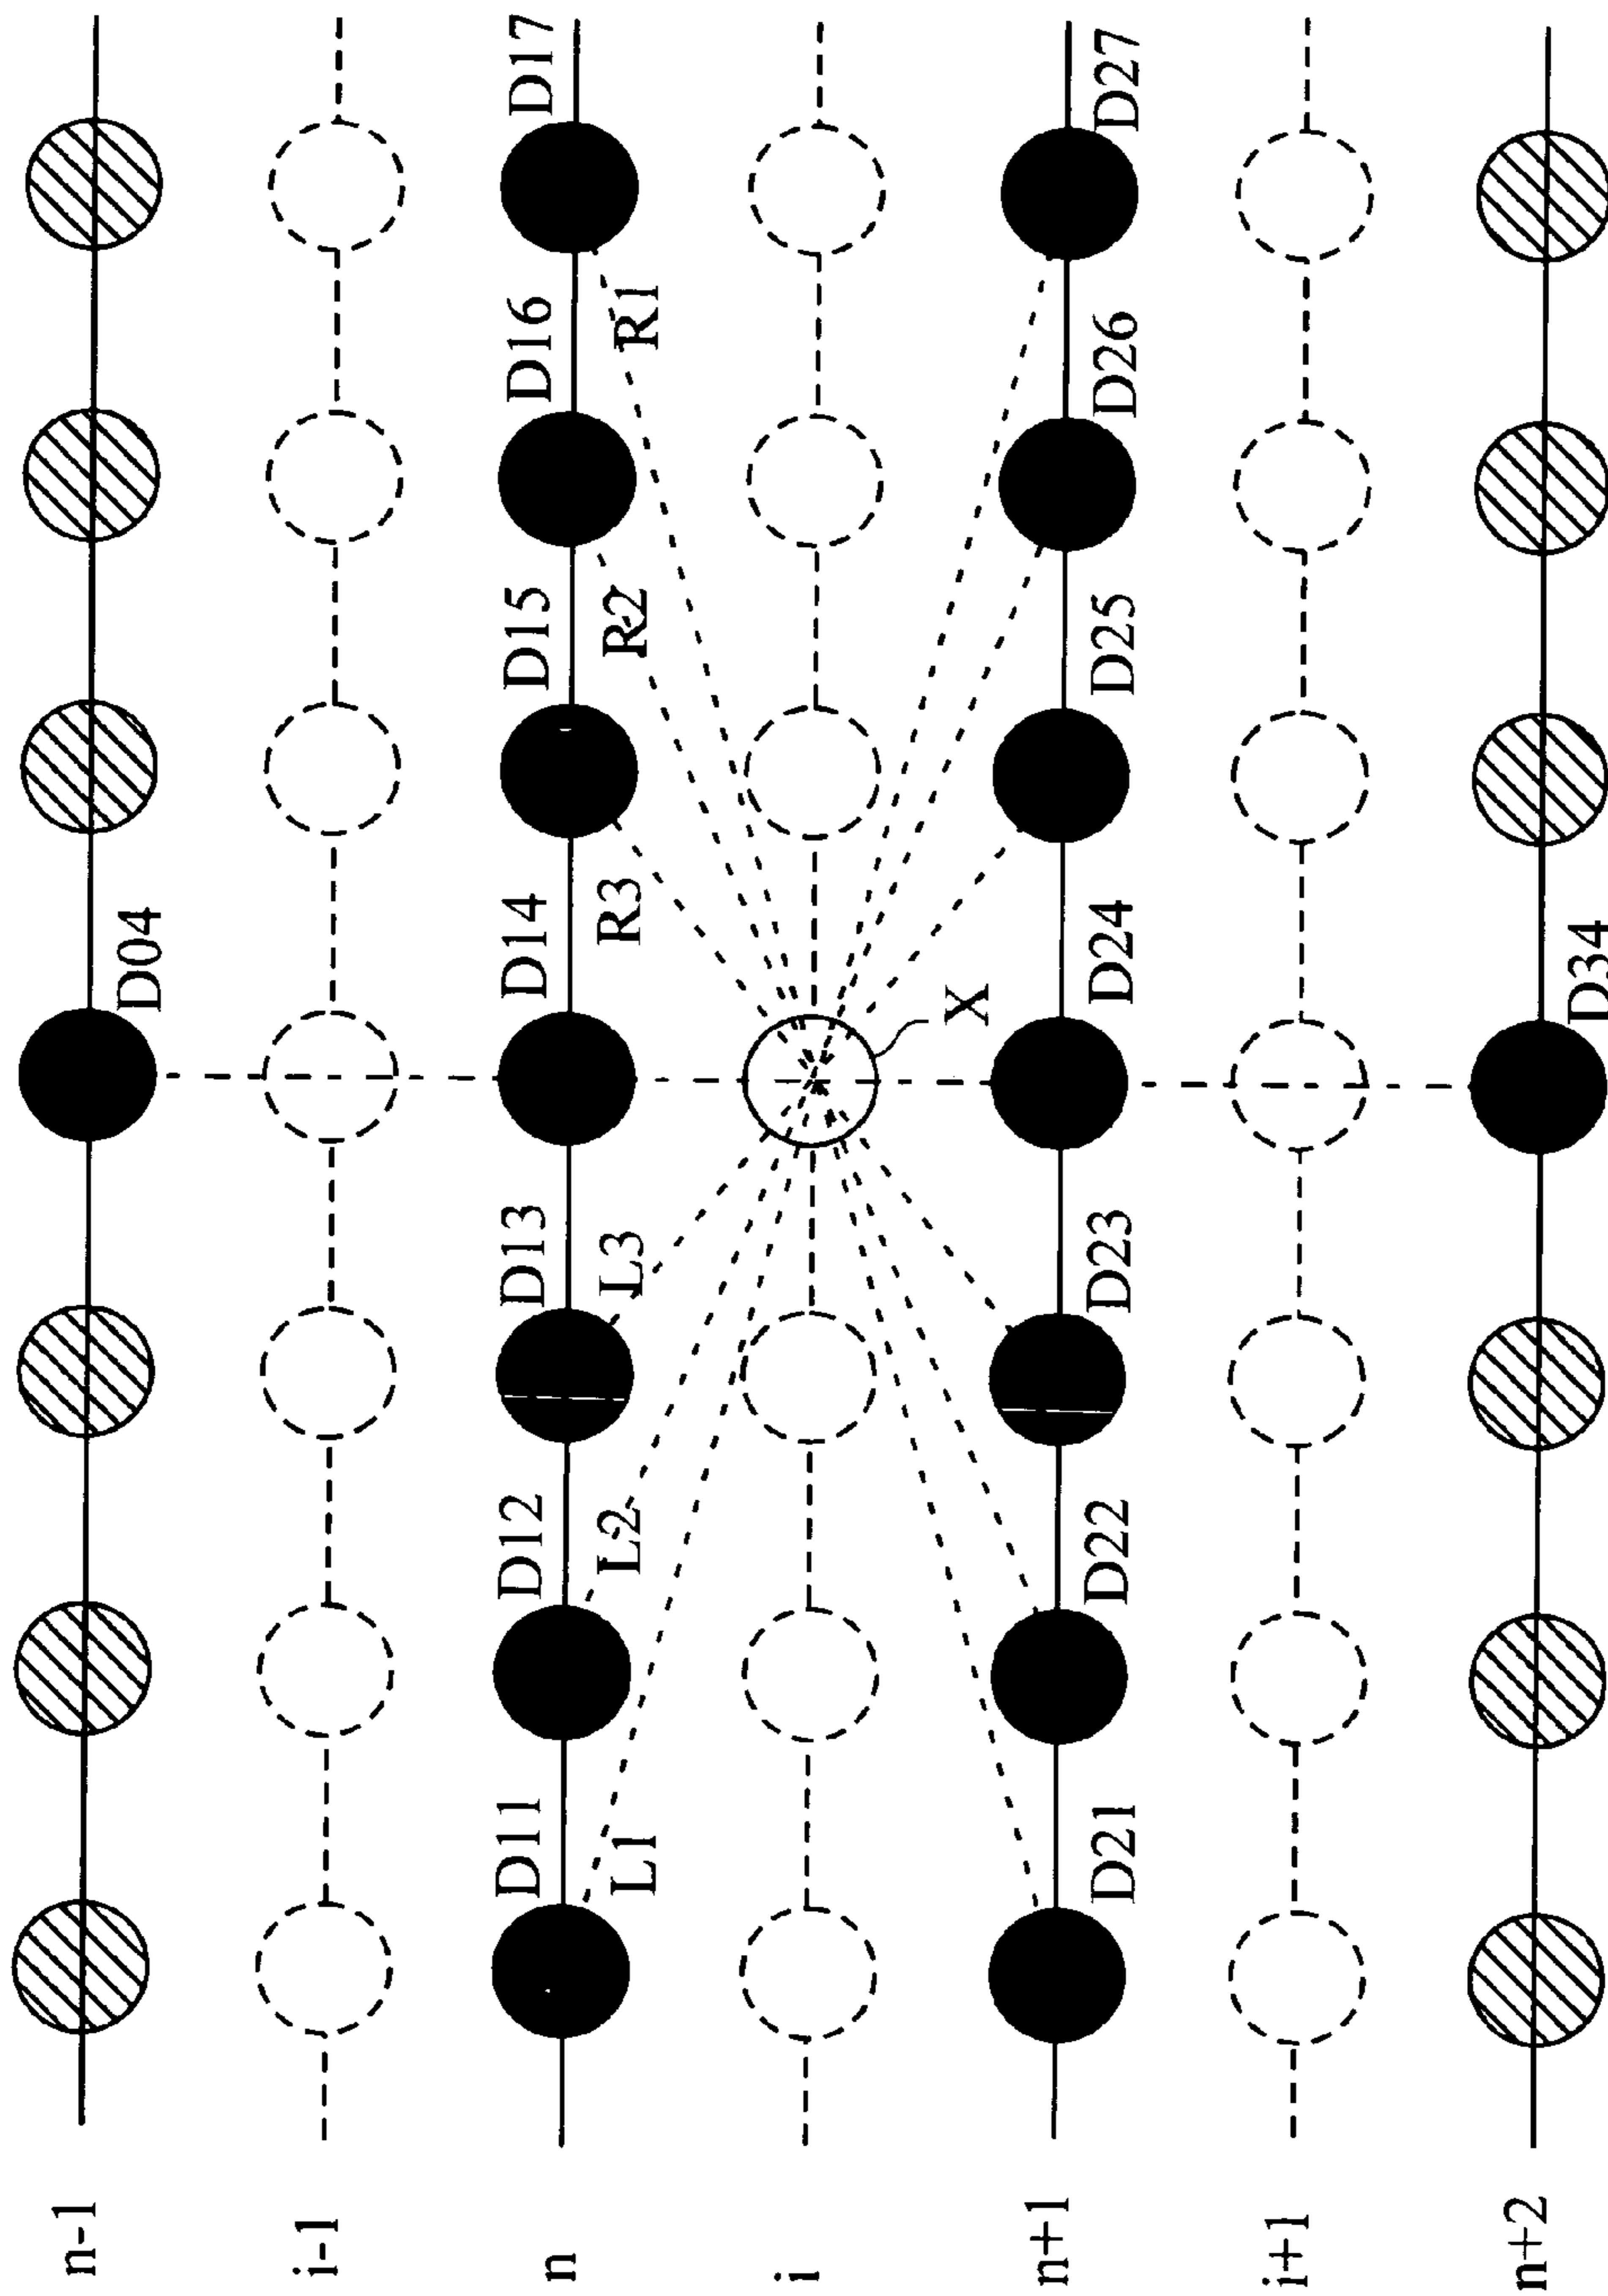 n-1
D04
i-1
n
D11 D12 D13 D14 D15 D16 D17
L1 L2 L3 R3 R2 R1
i
X
n+1
D21 D22 D23 D24 D25 D26 D27
i+1
n+2
D34